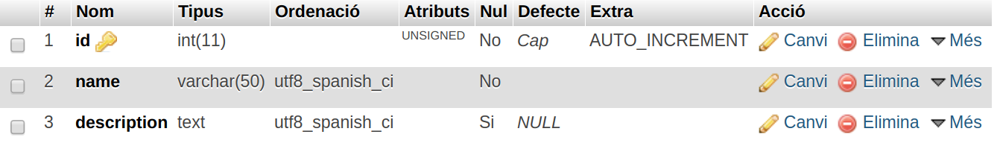 # Nom Tipus Ordenació Atributs Nul Defecte Extra Acció
1 id int(11) UNSIGNED No Cap AUTO_INCREMENT Canvi Elimina Més
2 name varchar(50) utf8_spanish_ci No Canvi Elimina Més
3 description text utf8_spanish_ci Si NULL Canvi Elimina Més